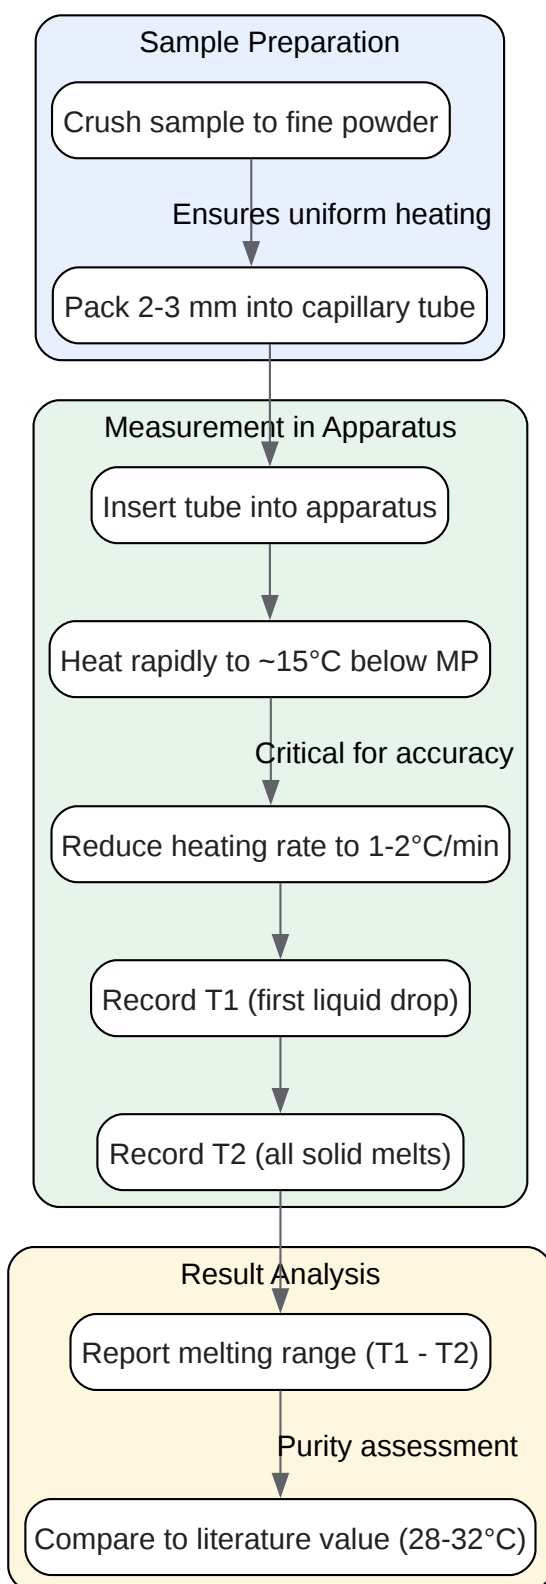 Sample Preparation
Crush sample to fine powder
Ensures uniform heating
Pack 2-3 mm into capillary tube
Measurement in Apparatus
Insert tube into apparatus
Heat rapidly to ~15°C below MP
Critical for accuracy
Reduce heating rate to 1-2°C/min
Record T1 (first liquid drop)
Record T2 (all solid melts)
Result Analysis
Report melting range (T1 - T2)
Purity assessment
Compare to literature value (28-32°C)